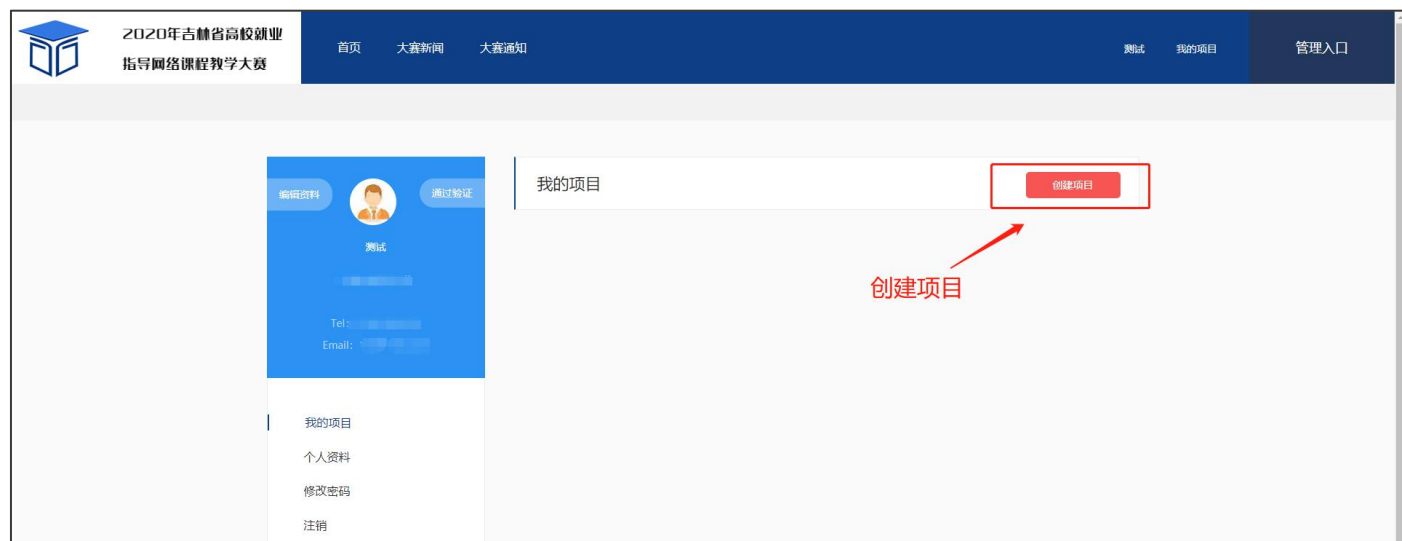 2020年吉林省高校就业
指导网络课程教学大赛
首页 大赛新闻 大赛通知 测试 我的项目 管理入口
编辑资料 通过验证
测试
Tel:
Email:
我的项目
个人资料
修改密码
注销
我的项目 创建项目
创建项目